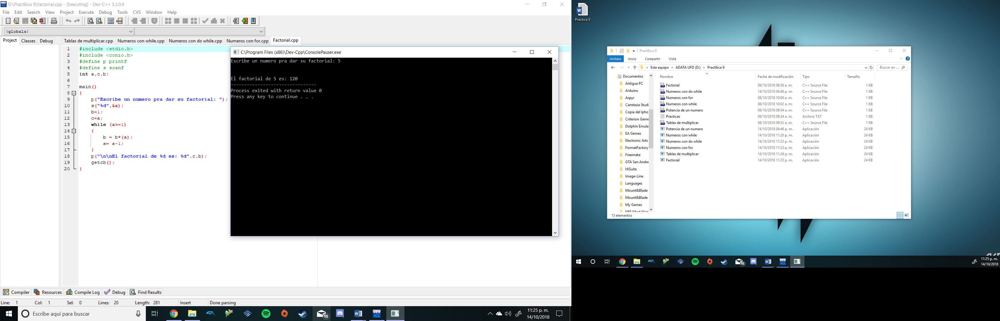 D:\Pract6ica 9\Factorial.cpp - [Executing] - Dev-C++ 5.3.0.4
File Edit Search View Project Execute Debug Tools CVS Window Help
(globals)
Project Classes Debug
Tablas de multiplicar.cpp Numeros con while.cpp Numeros con do while.cpp Numeros con for.cpp Factorial.cpp
1 #include <stdio.h>
2 #include <conio.h>
3 #define p printf
4 #define s scanf
5 int a,c,b;
6
7 main()
8 {
9 p("Escribe un numero pra dar su factorial: ");
10 s("%d",&a);
11 b=1;
12 c=a;
13 while (a>=1)
14 {
15 b = b*(a);
16 a= a-1;
17 }
18 p("\n\nEl factorial de %d es: %d",c,b);
19 getch();
20 }
C:\Program Files (x86)\Dev-Cpp\ConsolePauser.exe
Escribe un numero pra dar su factorial: 5
El factorial de 5 es: 120
--------------------------------
Process exited with return value 0
Press any key to continue . . .
Compiler Resources Compile Log Debug Find Results
Line: 1 Col: 1 Sel: 0 Lines: 20 Length: 281 Insert Done parsing
Escribe aquí para buscar
18
DEV
11:25 p. m.
14/10/2018
Práctica 9
Pract6ica 9
Archivo Inicio Compartir Vista
Este equipo > ADATA UFD (D:) > Pract6ica 9
Buscar en ...
Documentos
Antigua PC
Arduino
Aspyr
Camtasia Studi
Copia del Ipho
Criterion Game
Dolphin Emula
EA Games
Electronic Arts
FormatFactory
Freemake
GTA San Andre
HiSuite
Image-Line
Languages
Mount&Blade
Mount&Blade
My Games
NFS Most Wan
Nombre Fecha de modificación Tipo Tamaño
Factorial 08/10/2018 09:56 a. m. C++ Source File 1 KB
Numeros con do while 14/10/2018 04:46 p. m. C++ Source File 1 KB
Numeros con for 08/10/2018 10:00 a. m. C++ Source File 1 KB
Numeros con while 08/10/2018 10:02 a. m. C++ Source File 1 KB
Potencia de un numero 08/10/2018 09:54 a. m. C++ Source File 1 KB
Practicas 08/10/2018 09:34 a. m. Archivo TXT 1 KB
Tablas de multiplicar 08/10/2018 09:52 a. m. C++ Source File 1 KB
Potencia de un numero 14/10/2018 04:46 p. m. Aplicación 24 KB
Numeros con while 14/10/2018 11:20 p. m. Aplicación 24 KB
Numeros con do while 14/10/2018 11:22 p. m. Aplicación 24 KB
Numeros con for 14/10/2018 11:23 p. m. Aplicación 24 KB
Tablas de multiplicar 14/10/2018 11:24 p. m. Aplicación 24 KB
Factorial 14/10/2018 11:25 p. m. Aplicación 24 KB
13 elementos
18
DEV
11:25 p. m.
14/10/2018